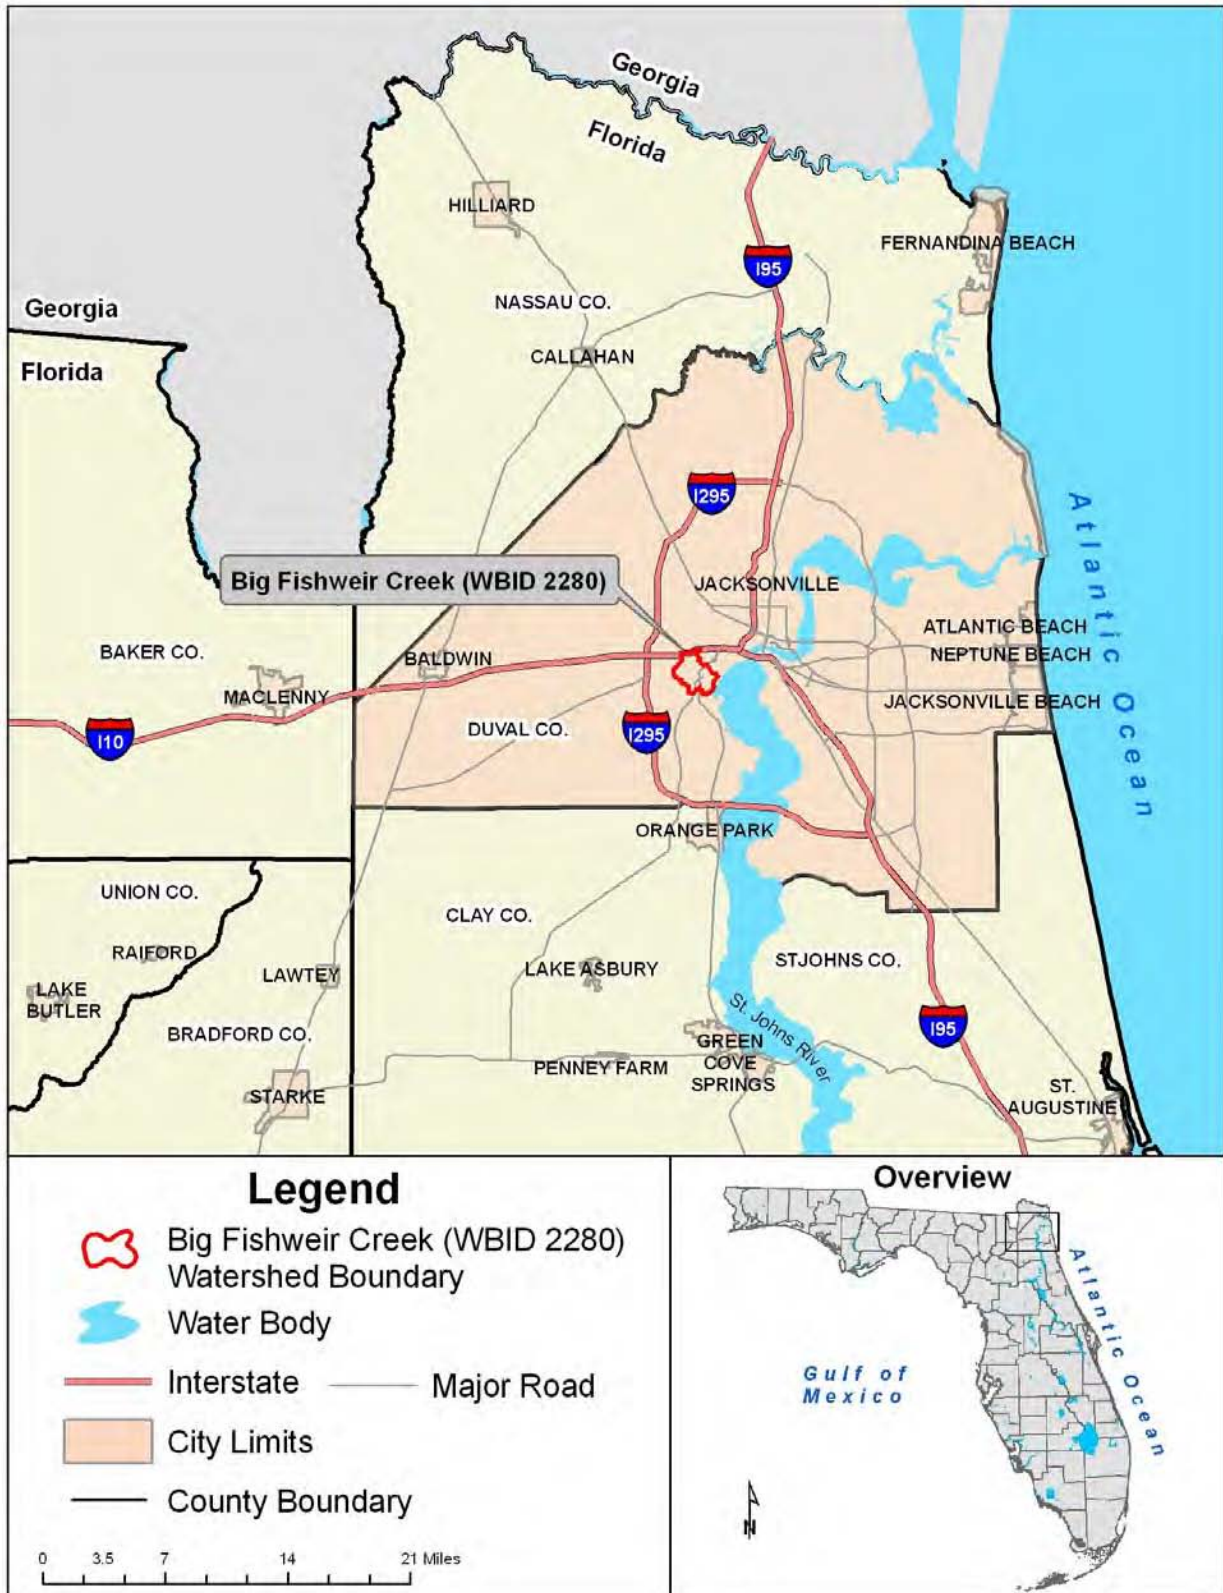 Georgia
Florida
HILLIARD
FERNANDINA BEACH
I95
NASSAU CO.
Georgia
CALLAHAN
Florida
I295
Atlantic Ocean
Big Fishweir Creek (WBID 2280)
JACKSONVILLE
ATLANTIC BEACH
BAKER CO.
BALDWIN
NEPTUNE BEACH
MACLENNY
JACKSONVILLE BEACH
DUVAL CO.
I10
I295
ORANGE PARK
UNION CO.
CLAY CO.
RAIFORD
LAWTEY
LAKE ASBURY
STJOHNS CO.
LAKE
BUTLER
St. Johns River
BRADFORD CO.
I95
GREEN
COVE
SPRINGS
PENNEY FARM
STARKE
ST.
AUGUSTINE
Legend
Big Fishweir Creek (WBID 2280)
Watershed Boundary
Water Body
Interstate
Major Road
City Limits
County Boundary
0 3.5 7 14 21 Miles
Overview
Atlantic Ocean
Gulf of
Mexico
N